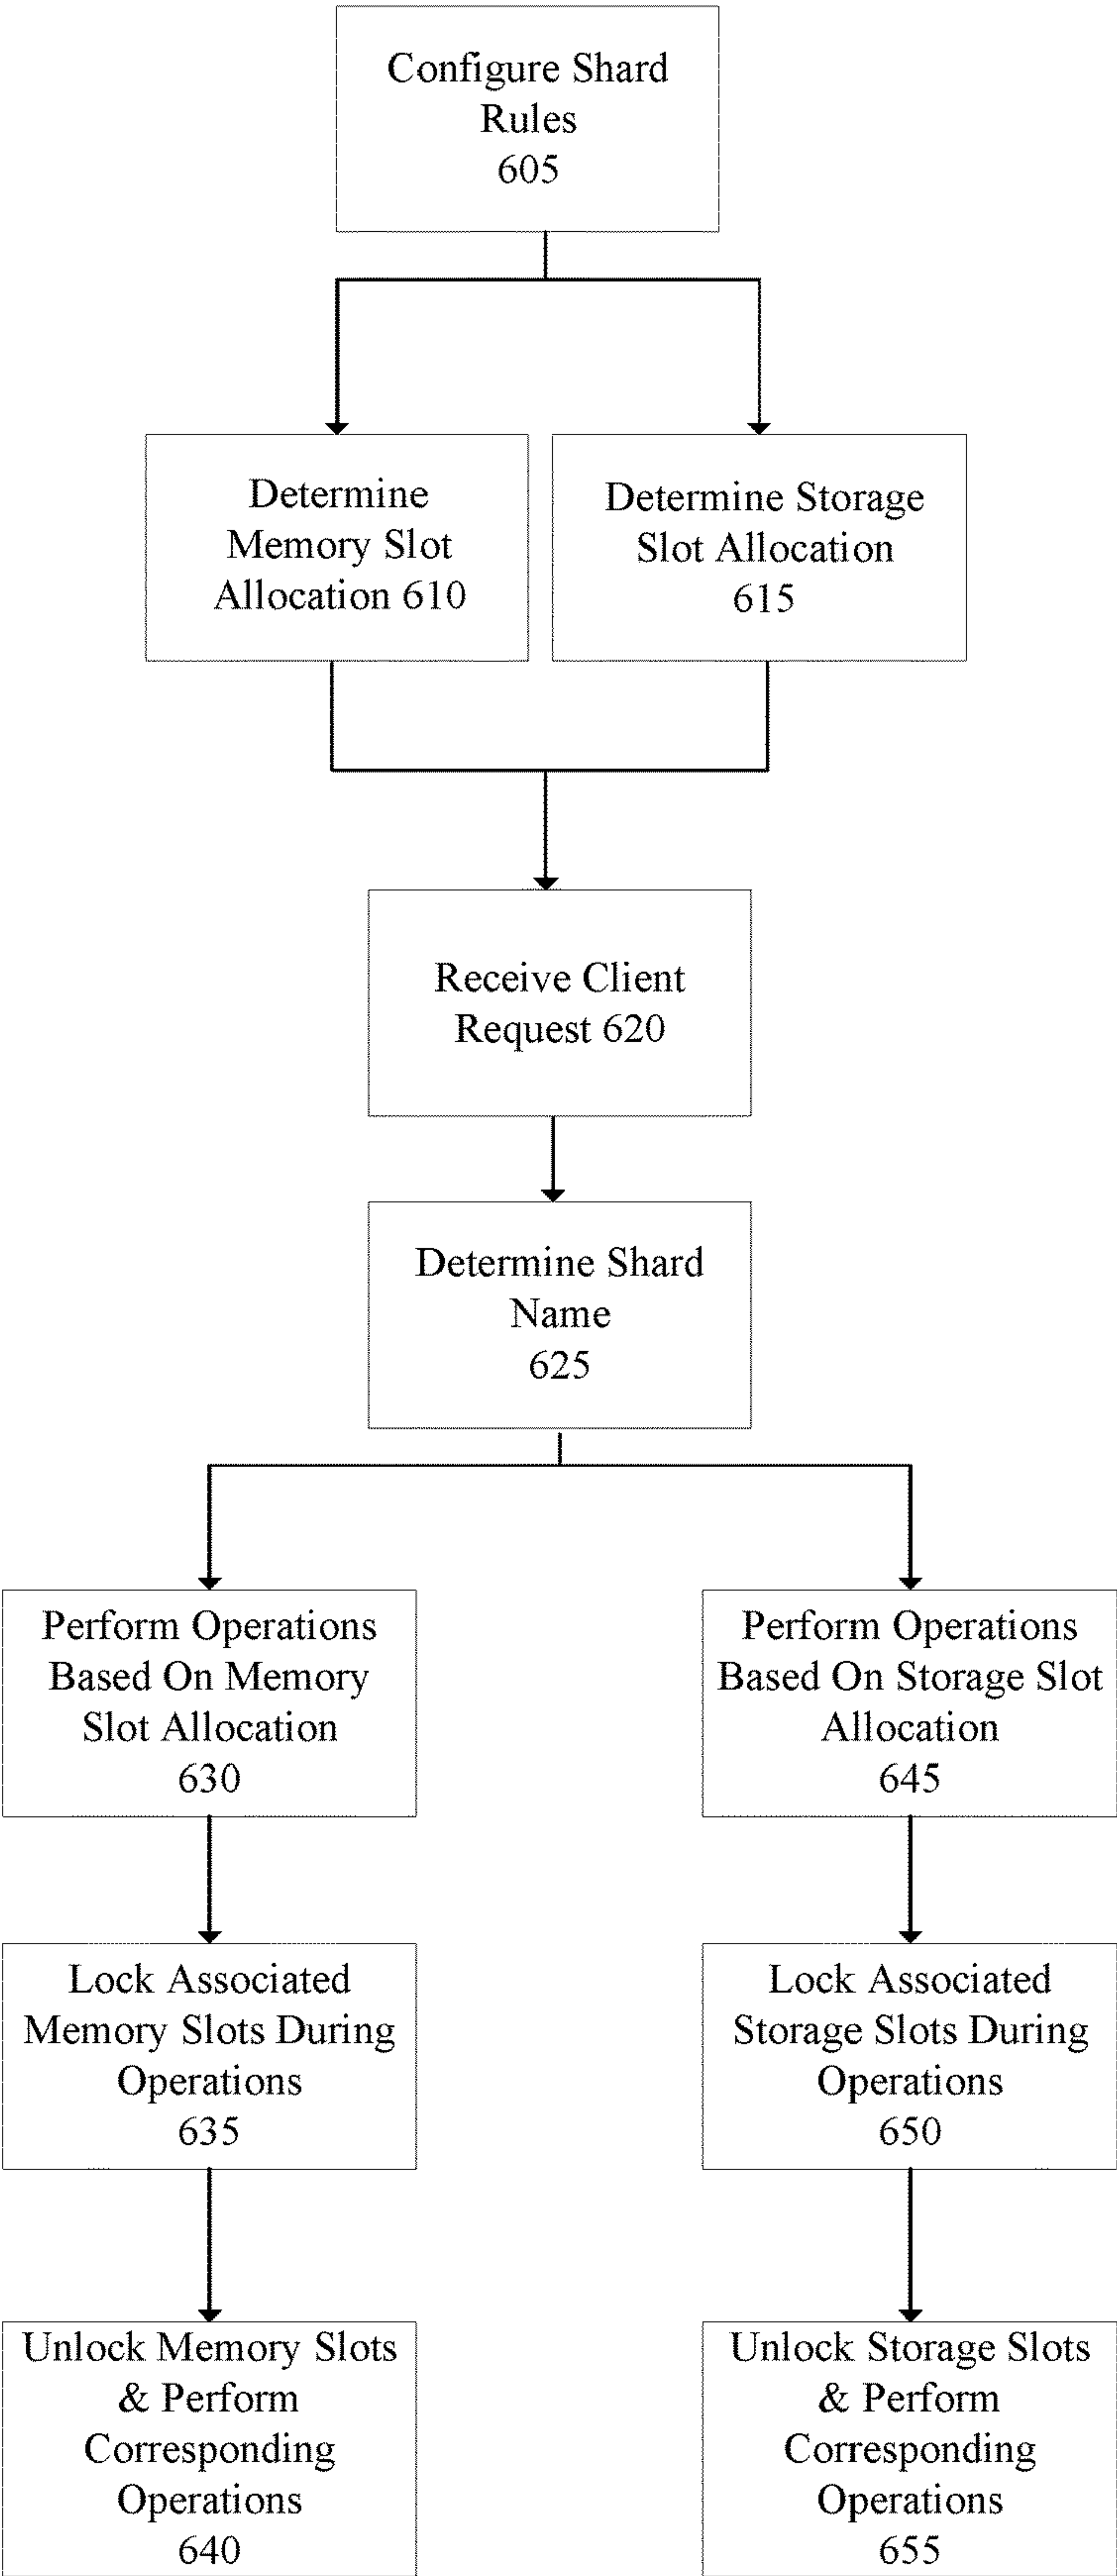 Configure Shard
Rules
605
Determine
Memory Slot
Allocation 610
Determine Storage
Slot Allocation
615
Receive Client
Request 620
Determine Shard
Name
625
Perform Operations
Based On Memory
Slot Allocation
630
Perform Operations
Based On Storage Slot
Allocation
645
Lock Associated
Memory Slots During
Operations
635
Lock Associated
Storage Slots During
Operations
650
Unlock Memory Slots
& Perform
Corresponding
Operations
640
Unlock Storage Slots
& Perform
Corresponding
Operations
655